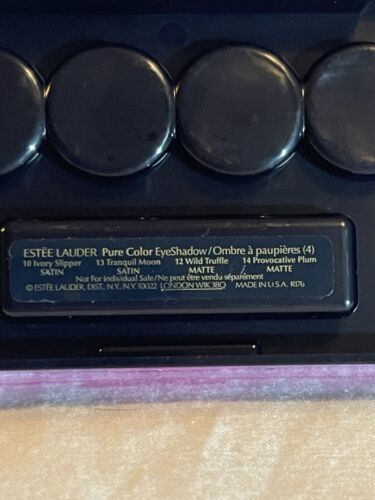 ESTĒE LAUDER Pure Color EyeShadow/Ombre à paupières (4)
10 Ivory Slipper 13 Tranquil Moon 12 Wild Truffle 14 Provocative Plum
SATIN SATIN MATTE MATTE
Not For Individual Sale/Ne peut être vendu séparément
© ESTĒE LAUDER, DIST., N.Y., N.Y. 10022 LONDON W1K 3BQ MADE IN U.S.A. R176